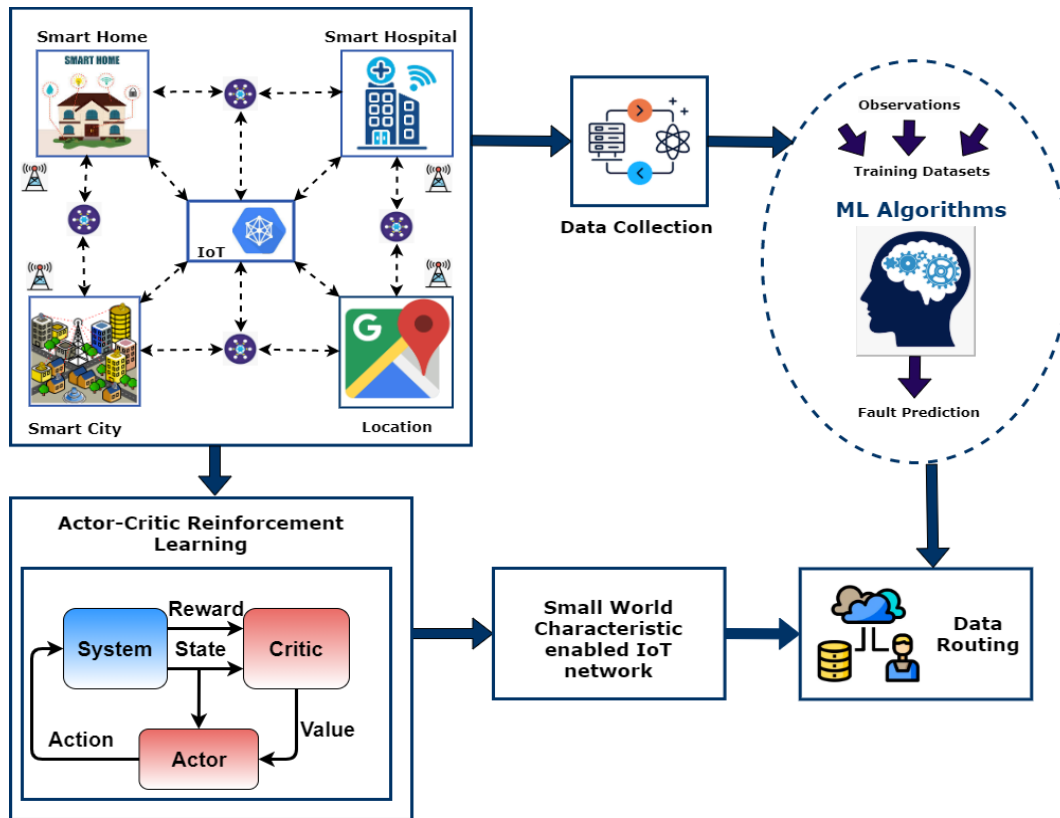 Smart Home
SMART HOME
Smart Hospital
IoT
Smart City
G
Location
Data Collection
Observations
Training Datasets
ML Algorithms
Fault Prediction
Actor-Critic Reinforcement
Learning
Reward
System
State
Critic
Action
Value
Actor
Small World
Characteristic
enabled IoT
network
Data
Routing